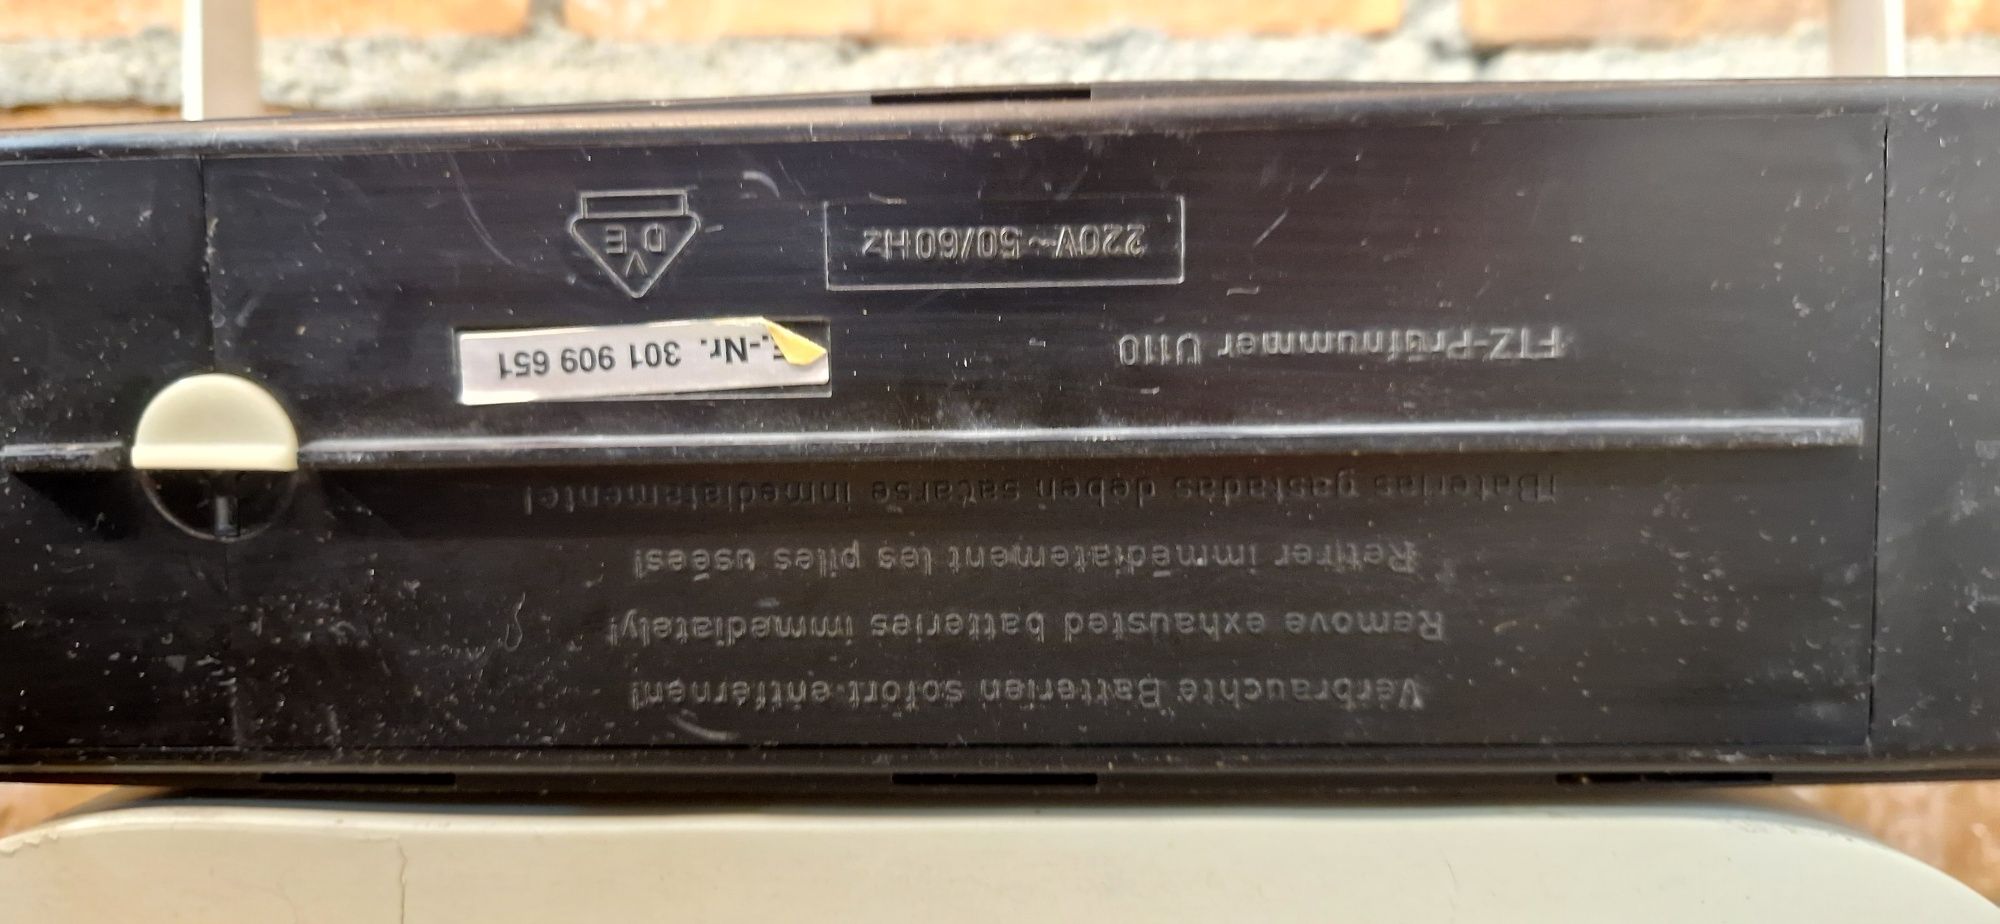 Verbrauchte Batterien sofort entfernen!
Remove exhausted batteries immediately!
Retirer immédiatement les piles usées!
¡Baterias gastadas deben sacarse inmediatamente!
FTZ-Prüfnummer U110
.-Nr. 301 909 651
220V~50/60Hz
VDE